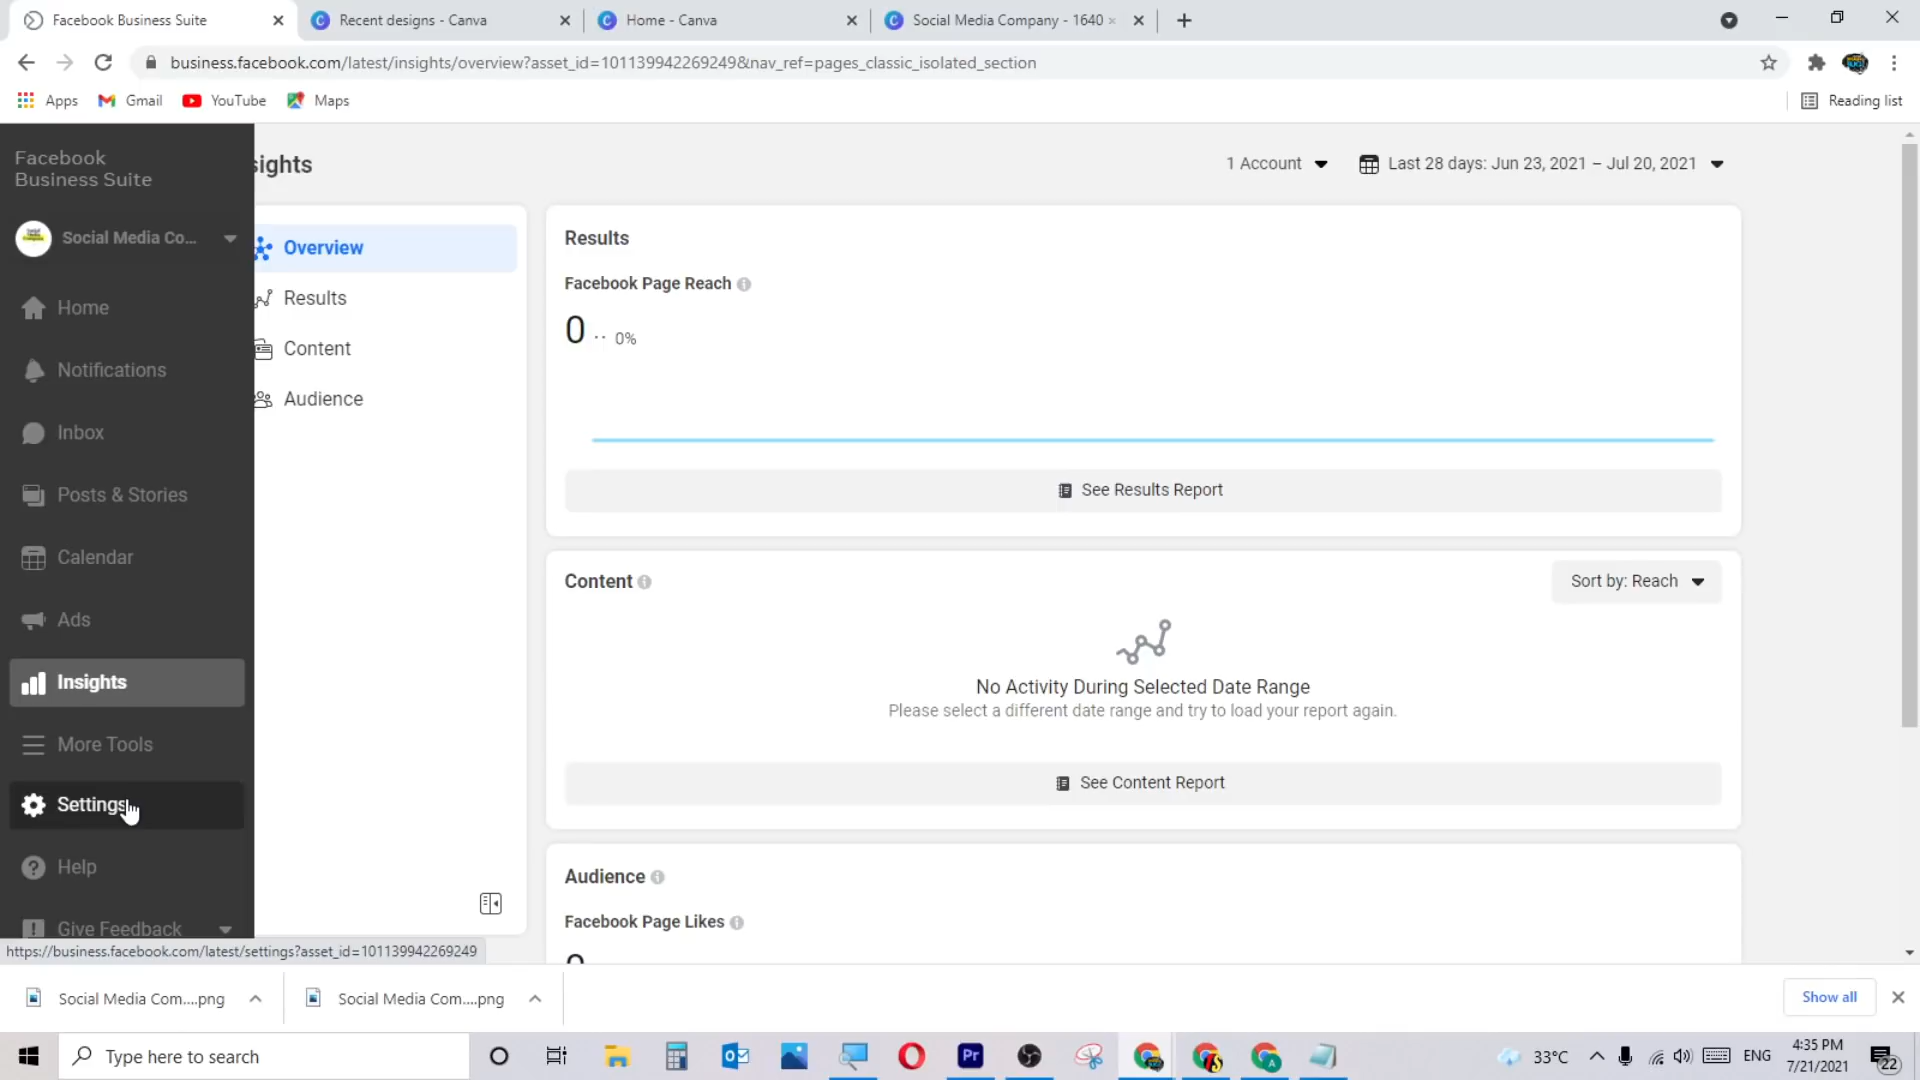 Facebook Business Suite
Recent designs - Canva
Home - Canva
Social Media Company - 1640
business.facebook.com/latest/insights/overview?asset_id=101139942269249&nav_ref=pages_classic_isolated_section
Apps
Gmail
YouTube
Maps
Reading list
Facebook
Business Suite
sights
1 Account
Last 28 days: Jun 23, 2021 – Jul 20, 2021
Social Media Co...
Home
Notifications
Inbox
Posts & Stories
Calendar
Ads
Insights
More Tools
Settings
Help
Give Feedback
Overview
Results
Content
Audience
Results
Facebook Page Reach
0 0%
See Results Report
Content
Sort by: Reach
No Activity During Selected Date Range
Please select a different date range and try to load your report again.
See Content Report
Audience
Facebook Page Likes
https://business.facebook.com/latest/settings?asset_id=101139942269249
Social Media Com....png
Social Media Com....png
Show all
Type here to search
Pr
33°C
ENG
4:35 PM
7/21/2021
22